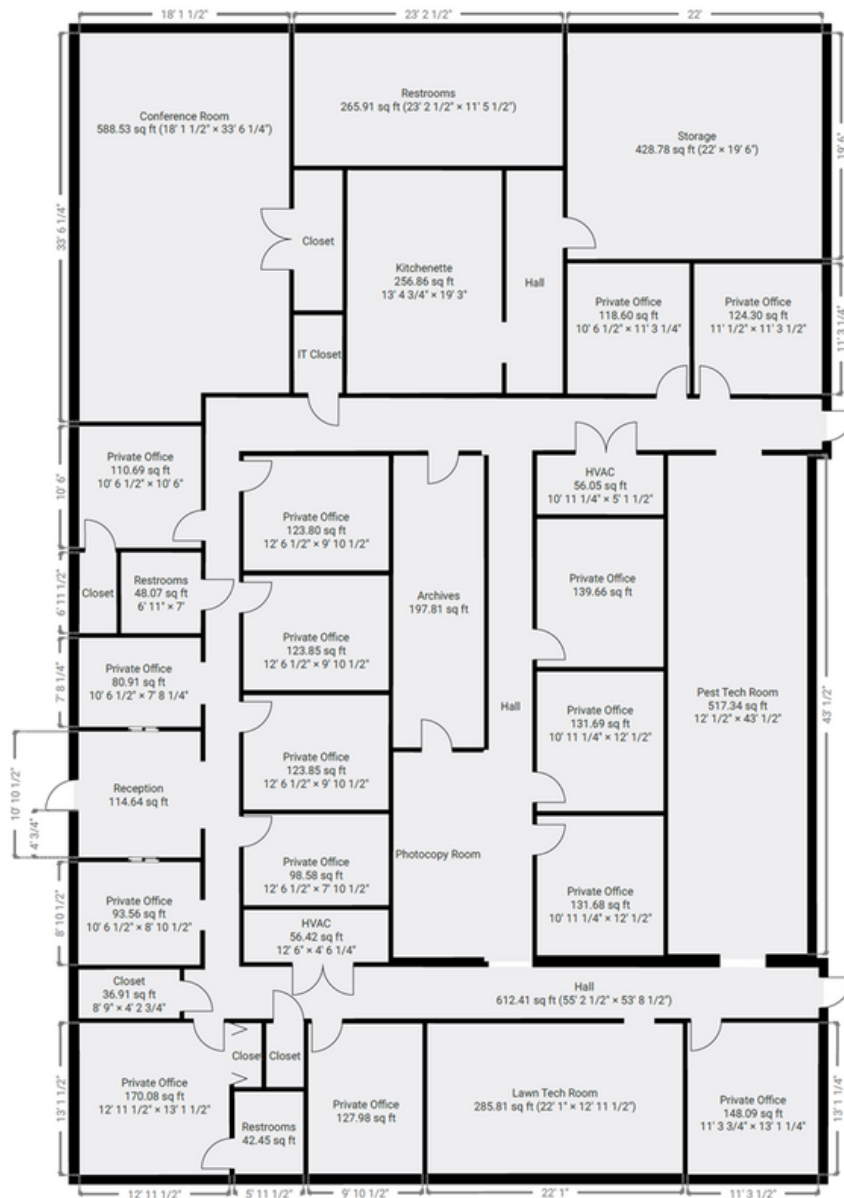 18' 1 1/2"
23' 2 1/2"
22'
Conference Room
588.53 sq ft (18' 1 1/2" × 33' 6 1/4")
Restrooms
265.91 sq ft (23' 2 1/2" × 11' 5 1/2")
Storage
428.78 sq ft (22' × 19' 6")
19' 6"
33' 6 1/4"
Closet
Kitchenette
256.86 sq ft
13' 4 3/4" × 19' 3"
Hall
Private Office
118.60 sq ft
10' 6 1/2" × 11' 3 1/4"
Private Office
124.30 sq ft
11' 1/2" × 11' 3 1/2"
11' 3 1/4"
IT Closet
Private Office
110.69 sq ft
10' 6 1/2" × 10' 6"
10' 6"
HVAC
56.05 sq ft
10' 11 1/4" × 5' 1 1/2"
Private Office
123.80 sq ft
12' 6 1/2" × 9' 10 1/2"
Closet
Restrooms
48.07 sq ft
6' 11" × 7'
6' 11 1/2"
Archives
197.81 sq ft
Private Office
139.66 sq ft
Private Office
123.85 sq ft
12' 6 1/2" × 9' 10 1/2"
Private Office
80.91 sq ft
10' 6 1/2" × 7' 8 1/4"
7' 8 1/4"
Hall
Private Office
131.69 sq ft
10' 11 1/4" × 12' 1/2"
Pest Tech Room
517.34 sq ft
12' 1/2" × 43' 1/2"
43' 1/2"
Private Office
123.85 sq ft
12' 6 1/2" × 9' 10 1/2"
Reception
114.64 sq ft
10' 10 1/2"
4' 3/4"
Photocopy Room
Private Office
98.58 sq ft
12' 6 1/2" × 7' 10 1/2"
Private Office
93.56 sq ft
10' 6 1/2" × 8' 10 1/2"
8' 10 1/2"
Private Office
131.68 sq ft
10' 11 1/4" × 12' 1/2"
HVAC
56.42 sq ft
12' 6" × 4' 6 1/4"
Closet
36.91 sq ft
8' 9" × 4' 2 3/4"
Hall
612.41 sq ft (55' 2 1/2" × 53' 8 1/2")
Closet
Closet
Private Office
170.08 sq ft
12' 11 1/2" × 13' 1 1/2"
13' 1 1/2"
Restrooms
42.45 sq ft
Private Office
127.98 sq ft
Lawn Tech Room
285.81 sq ft (22' 1" × 12' 11 1/2")
Private Office
148.09 sq ft
11' 3 3/4" × 13' 1 1/4"
13' 1 1/4"
12' 11 1/2"
5' 11 1/2"
9' 10 1/2"
22' 1"
11' 3 1/2"